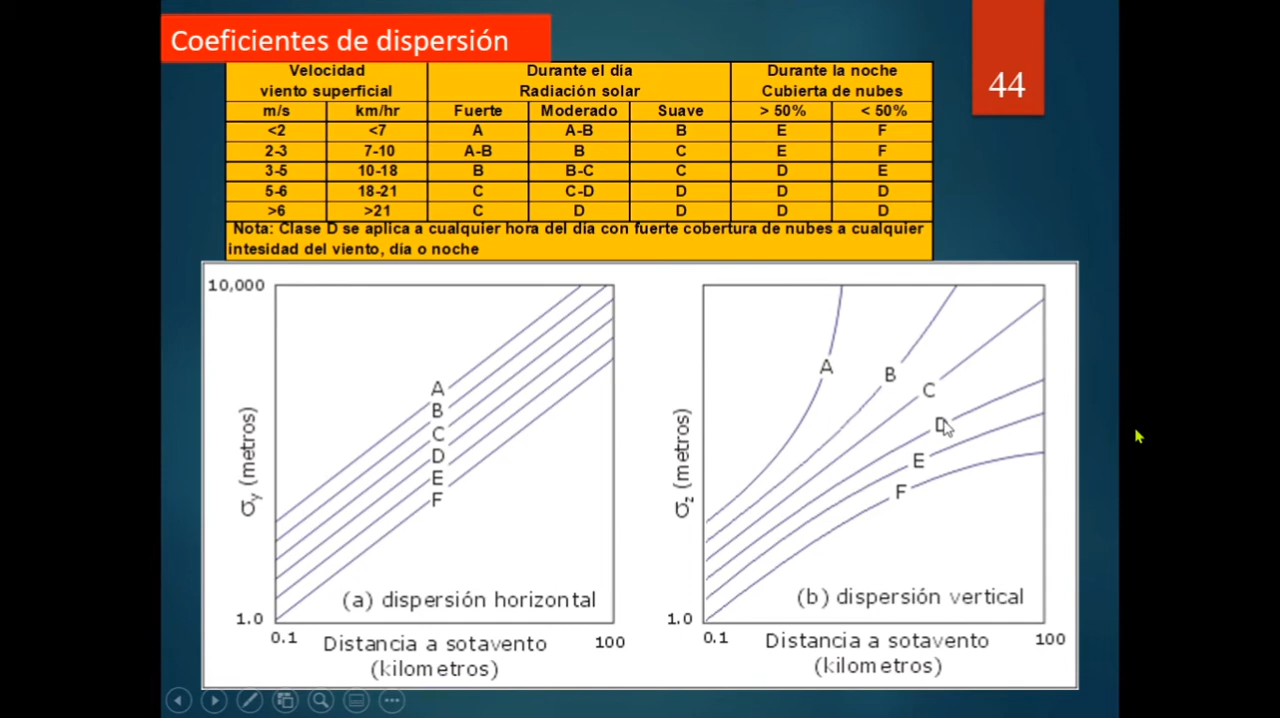 Coeficientes de dispersión
44
Velocidad Durante el día Durante la noche
viento superficial Radiación solar Cubierta de nubes
m/s km/hr Fuerte Moderado Suave > 50% < 50%
<2 <7 A A-B B E F
2-3 7-10 A-B B C E F
3-5 10-18 B B-C C D E
5-6 18-21 C C-D D D D
>6 >21 C D D D D
Nota: Clase D se aplica a cualquier hora del día con fuerte cobertura de nubes a cualquier
intesidad del viento, día o noche
10,000
σy (metros)
A
B
C
D
E
F
(a) dispersión horizontal
1.0
0.1
100
Distancia a sotavento
(kilometros)
σz (metros)
A
B
C
D
E
F
(b) dispersión vertical
1.0
0.1
100
Distancia a sotavento
(kilometros)